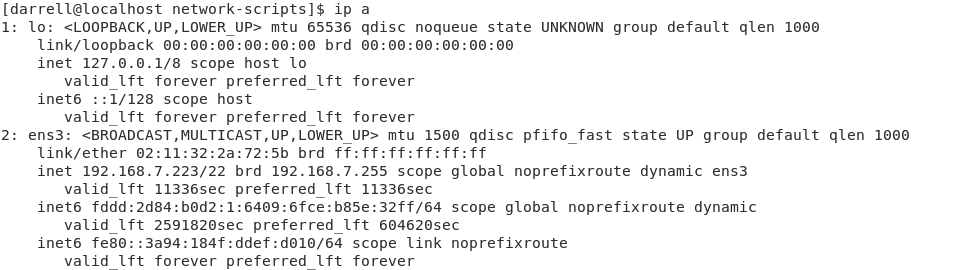 [darrell@localhost network-scripts]$ ip a
1: lo: <LOOPBACK,UP,LOWER_UP> mtu 65536 qdisc noqueue state UNKNOWN group default qlen 1000
    link/loopback 00:00:00:00:00:00 brd 00:00:00:00:00:00
    inet 127.0.0.1/8 scope host lo
       valid_lft forever preferred_lft forever
    inet6 ::1/128 scope host
       valid_lft forever preferred_lft forever
2: ens3: <BROADCAST,MULTICAST,UP,LOWER_UP> mtu 1500 qdisc pfifo_fast state UP group default qlen 1000
    link/ether 02:11:32:2a:72:5b brd ff:ff:ff:ff:ff:ff
    inet 192.168.7.223/22 brd 192.168.7.255 scope global noprefixroute dynamic ens3
       valid_lft 11336sec preferred_lft 11336sec
    inet6 fddd:2d84:b0d2:1:6409:6fce:b85e:32ff/64 scope global noprefixroute dynamic
       valid_lft 2591820sec preferred_lft 604620sec
    inet6 fe80::3a94:184f:ddef:d010/64 scope link noprefixroute
       valid_lft forever preferred_lft forever